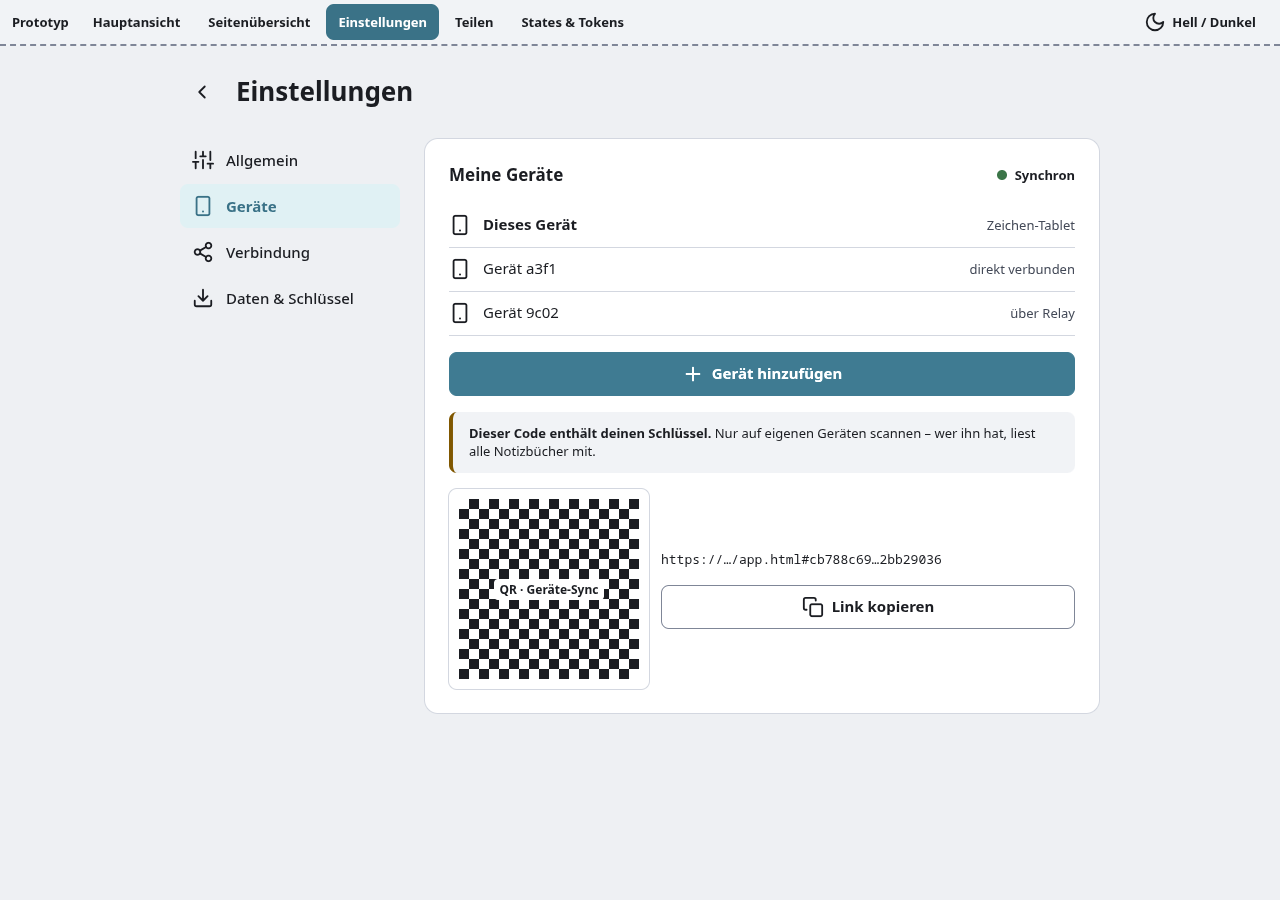 Prototyp Hauptansicht Seitenübersicht Einstellungen Teilen States & Tokens Hell / Dunkel
Einstellungen
Allgemein
Geräte
Verbindung
Daten & Schlüssel
Meine Geräte Synchron
Dieses Gerät Zeichen-Tablet
Gerät a3f1 direkt verbunden
Gerät 9c02 über Relay
Gerät hinzufügen
Dieser Code enthält deinen Schlüssel. Nur auf eigenen Geräten scannen – wer ihn hat, liest
alle Notizbücher mit.
QR · Geräte-Sync
https://…/app.html#cb788c69…2bb29036
Link kopieren